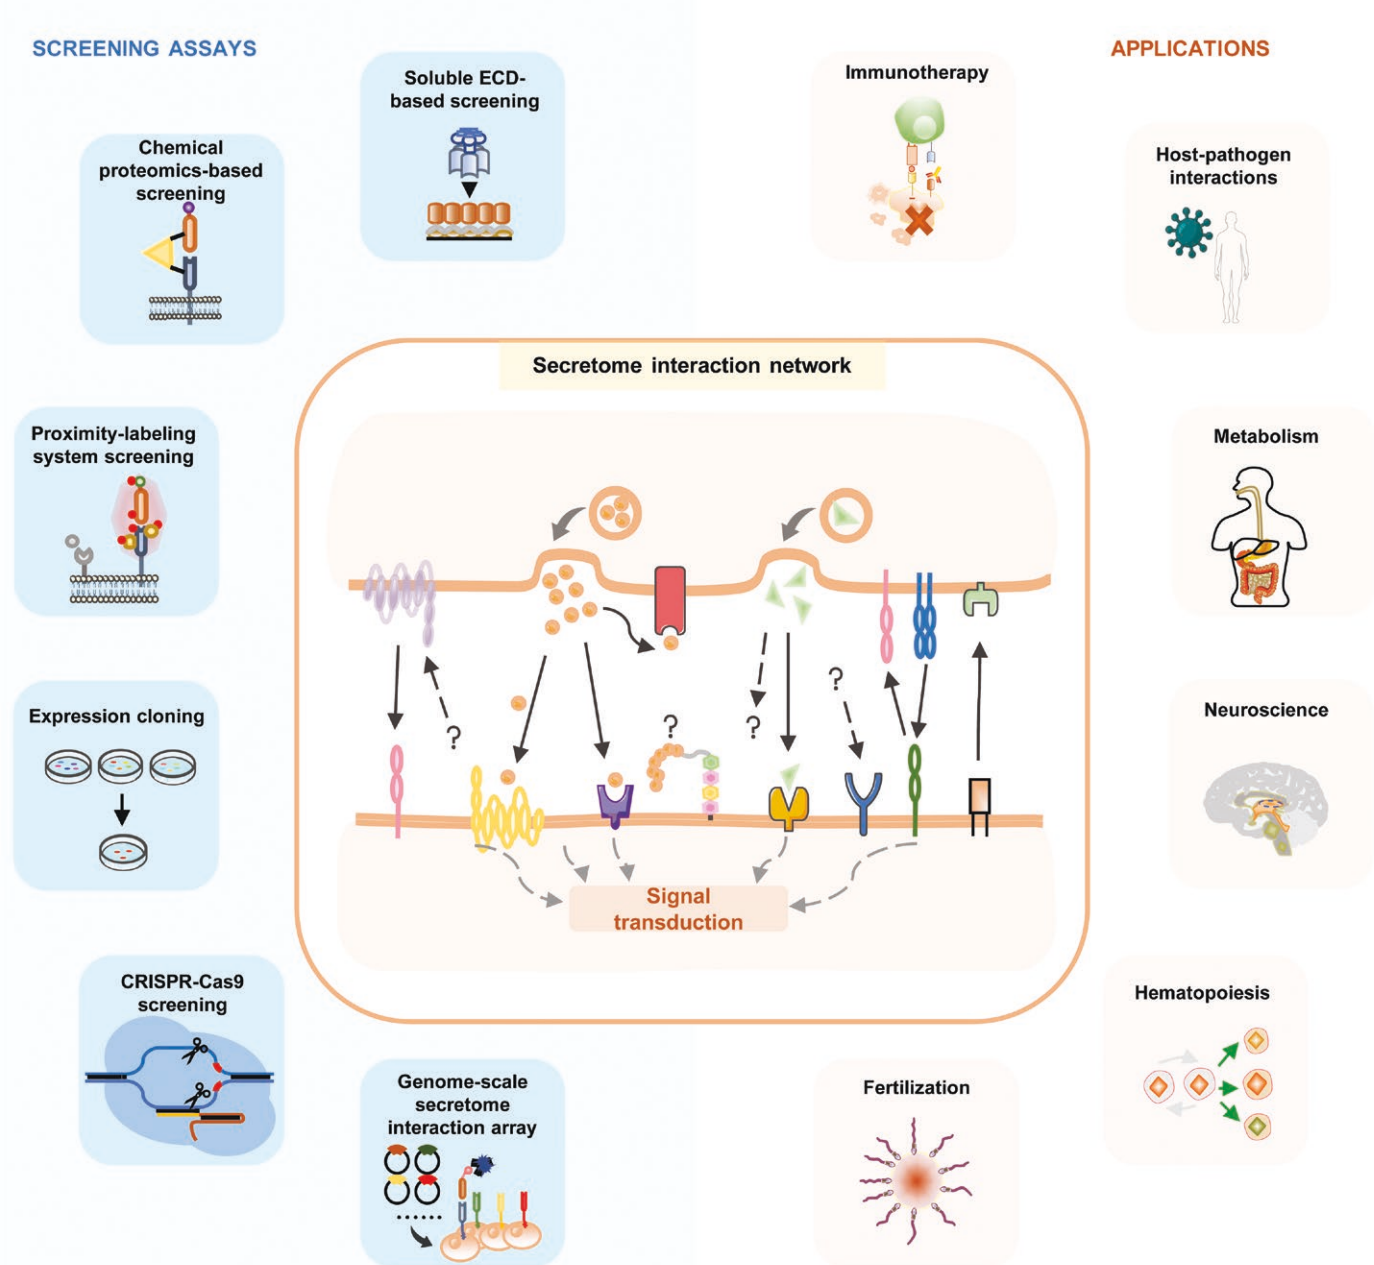 SCREENING ASSAYS
APPLICATIONS
Soluble ECD-
based screening
Immunotherapy
Chemical
proteomics-based
screening
Host-pathogen
interactions
Secretome interaction network
Proximity-labeling
system screening
Metabolism
?
?
?
?
Expression cloning
Neuroscience
Signal
transduction
CRISPR-Cas9
screening
Hematopoiesis
Genome-scale
secretome
interaction array
......
Fertilization